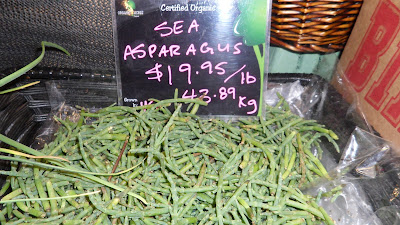 Certified Organic
SEA
ASPARAGUS
$19.95/lb
43.89
Kg